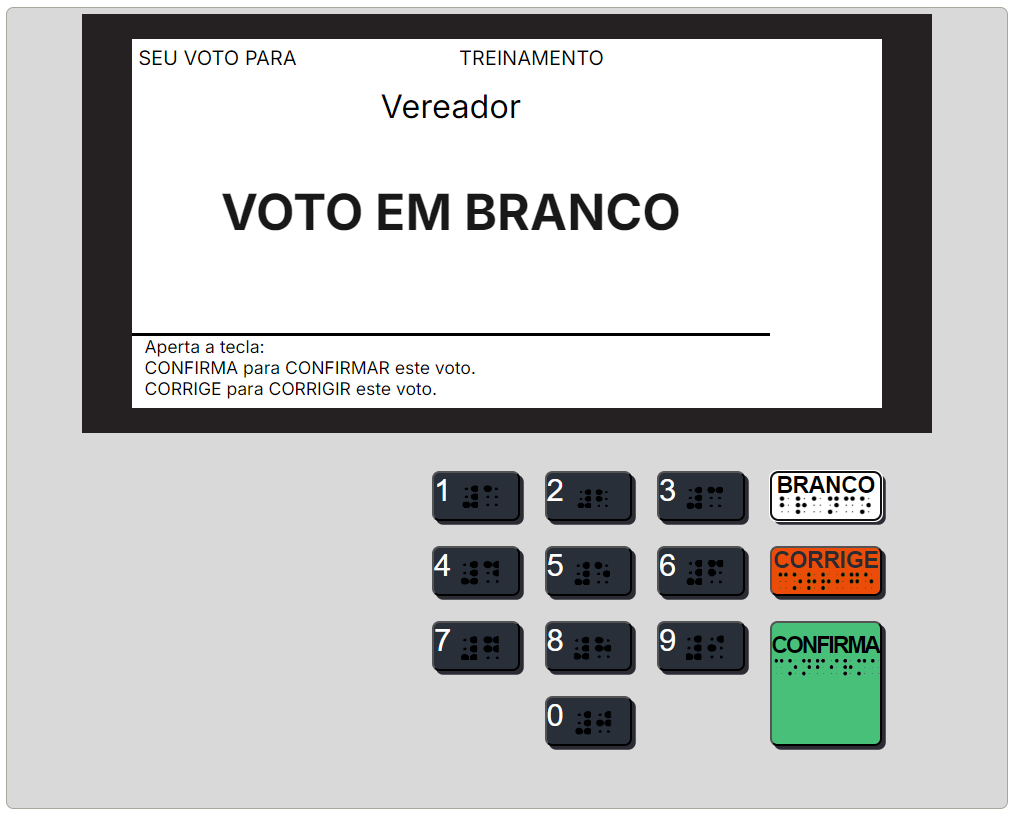 SEU VOTO PARA TREINAMENTO
Vereador
VOTO EM BRANCO
Aperta a tecla:
CONFIRMA para CONFIRMAR este voto.
CORRIGE para CORRIGIR este voto.
1 2 3 BRANCO
4 5 6 CORRIGE
7 8 9 CONFIRMA
0